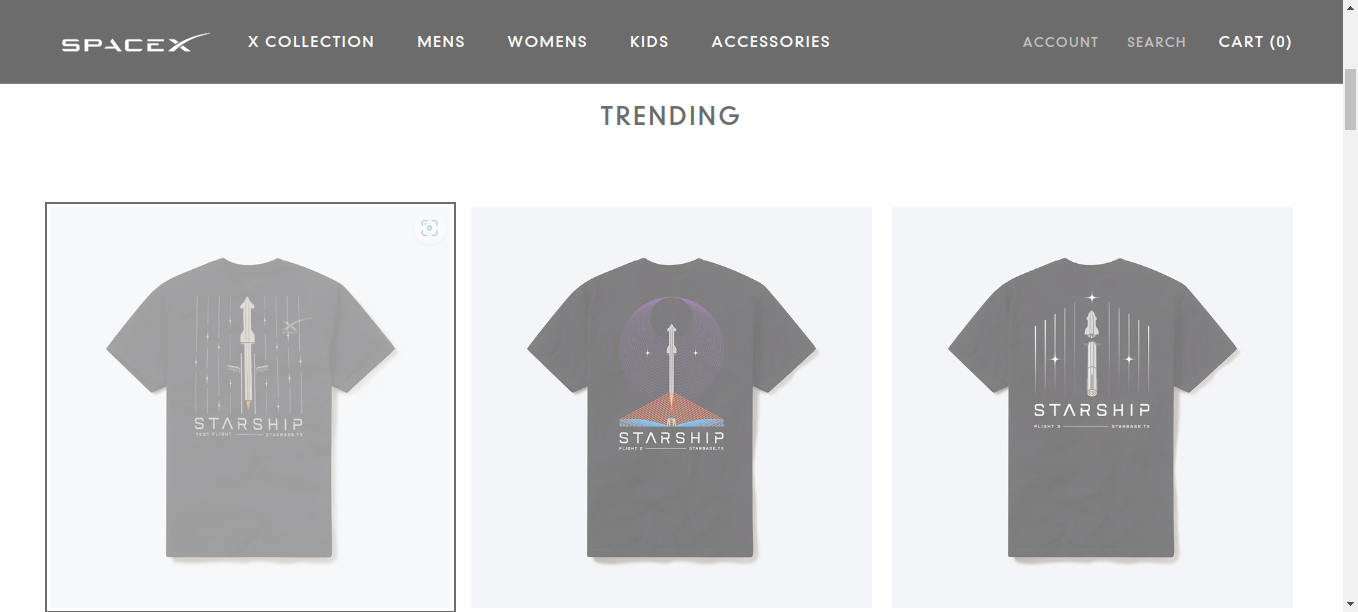 SPACEX X COLLECTION MENS WOMENS KIDS ACCESSORIES ACCOUNT SEARCH CART (0)
TRENDING
STARSHIP
TEST FLIGHT STARBASE,TX
STARSHIP
FLIGHT 2 STARBASE,TX
STARSHIP
FLIGHT 3 STARBASE,TX